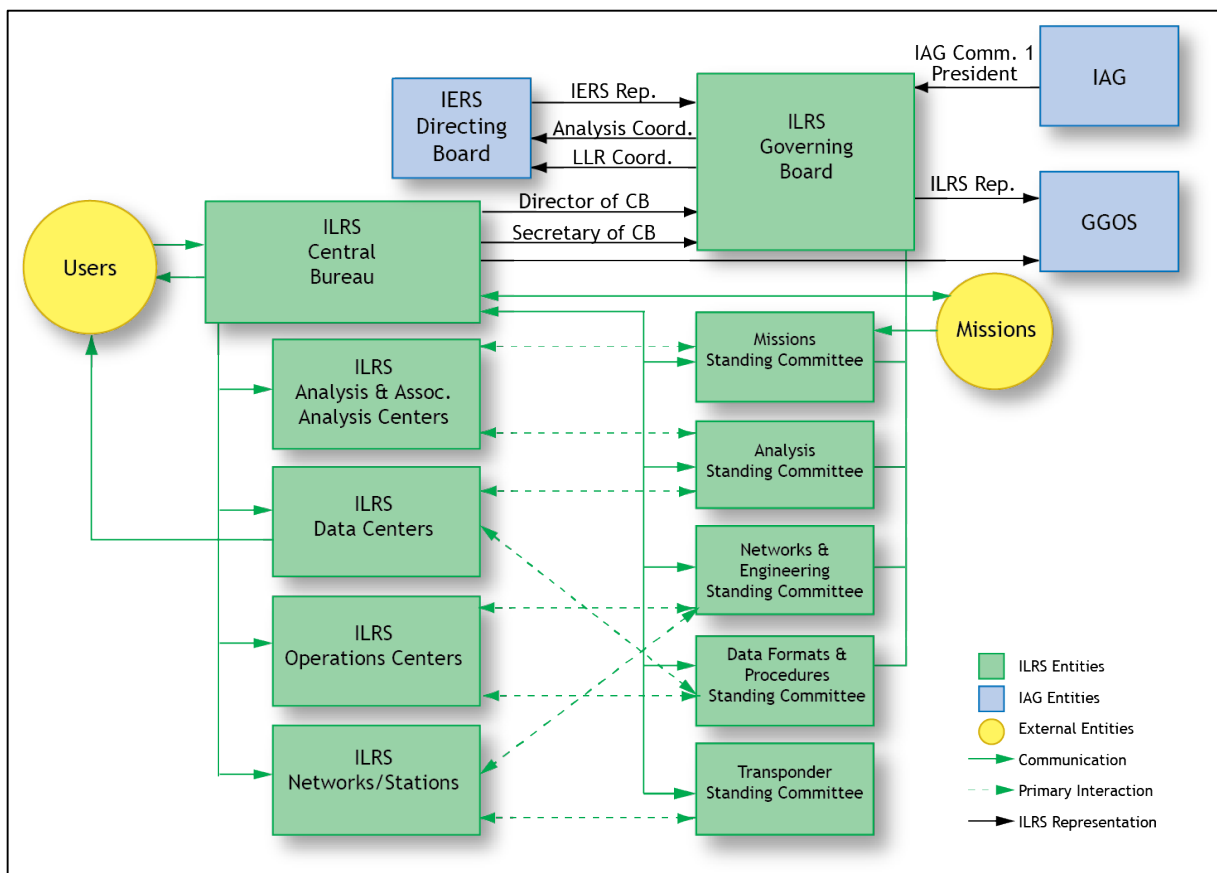 IAG Comm. 1
President
IAG
IERS
Directing
Board
IERS Rep.
Analysis Coord.
LLR Coord.
ILRS
Governing
Board
ILRS Rep.
GGOS
Director of CB
Secretary of CB
Users
ILRS
Central
Bureau
Missions
ILRS
Analysis & Assoc.
Analysis Centers
Missions
Standing Committee
Analysis
Standing Committee
ILRS
Data Centers
Networks &
Engineering
Standing Committee
ILRS
Operations Centers
Data Formats &
Procedures
Standing Committee
ILRS
Networks/Stations
Transponder
Standing Committee
ILRS Entities
IAG Entities
External Entities
Communication
Primary Interaction
ILRS Representation